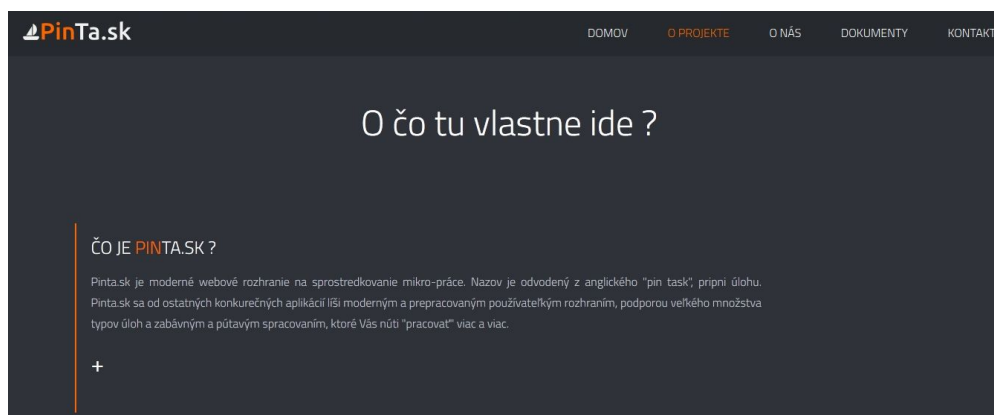 PinTa.sk
DOMOV O PROJEKTE O NÁS DOKUMENTY KONTAKT
O čo tu vlastne ide ?
ČO JE PINTA.SK ?
Pinta.sk je moderné webové rozhranie na sprostredkovanie mikro-práce. Nazov je odvodený z anglického "pin task", pripni úlohu.
Pinta.sk sa od ostatných konkurečných aplikácií líši moderným a prepracovaným používateľkým rozhraním, podporou veľkého množstva
typov úloh a zabávným a pútavým spracovaním, ktoré Vás núti "pracovať" viac a viac.
+